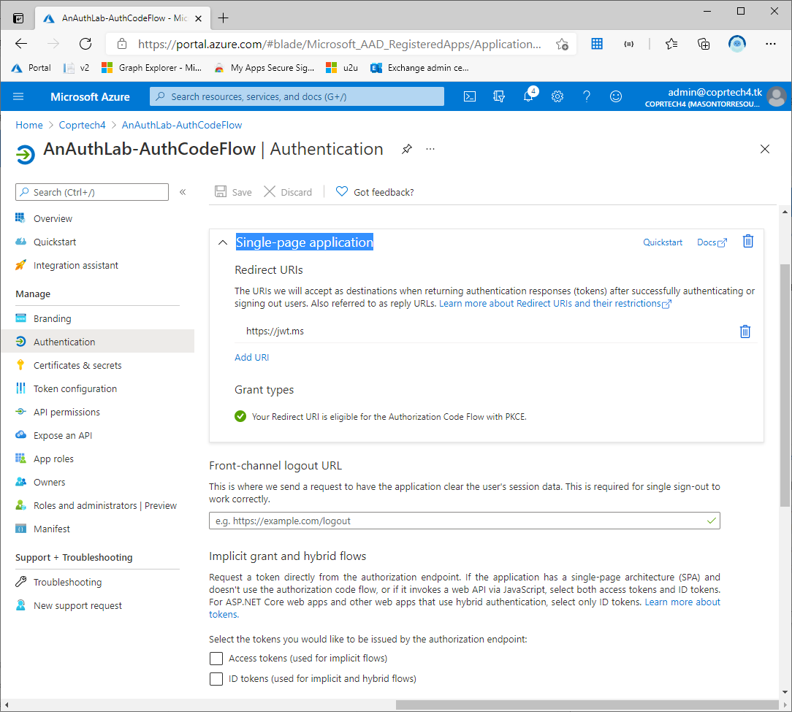 AnAuthLab-AuthCodeFlow - Mic
https://portal.azure.com/#blade/Microsoft_AAD_RegisteredApps/Application...
Portal
v2
Graph Explorer - Mi...
My Apps Secure Sig...
u2u
Exchange admin ce...
Microsoft Azure
Search resources, services, and docs (G+/)
4
admin@coprtech4.tk
COPRTECH4 (MASONTORRESOU...
Home > Coprtech4 > AnAuthLab-AuthCodeFlow
AnAuthLab-AuthCodeFlow | Authentication
Search (Ctrl+/)
Save
Discard
Got feedback?
Overview
Quickstart
Integration assistant
Manage
Branding
Authentication
Certificates & secrets
Token configuration
API permissions
Expose an API
App roles
Owners
Roles and administrators | Preview
Manifest
Support + Troubleshooting
Troubleshooting
New support request
Single-page application
Quickstart
Docs
Redirect URIs
The URIs we will accept as destinations when returning authentication responses (tokens) after successfully authenticating or
signing out users. Also referred to as reply URLs. Learn more about Redirect URIs and their restrictions
https://jwt.ms
Add URI
Grant types
Your Redirect URI is eligible for the Authorization Code Flow with PKCE.
Front-channel logout URL
This is where we send a request to have the application clear the user's session data. This is required for single sign-out to
work correctly.
e.g. https://example.com/logout
Implicit grant and hybrid flows
Request a token directly from the authorization endpoint. If the application has a single-page architecture (SPA) and
doesn't use the authorization code flow, or if it invokes a web API via JavaScript, select both access tokens and ID tokens.
For ASP.NET Core web apps and other web apps that use hybrid authentication, select only ID tokens. Learn more about
tokens.
Select the tokens you would like to be issued by the authorization endpoint:
Access tokens (used for implicit flows)
ID tokens (used for implicit and hybrid flows)